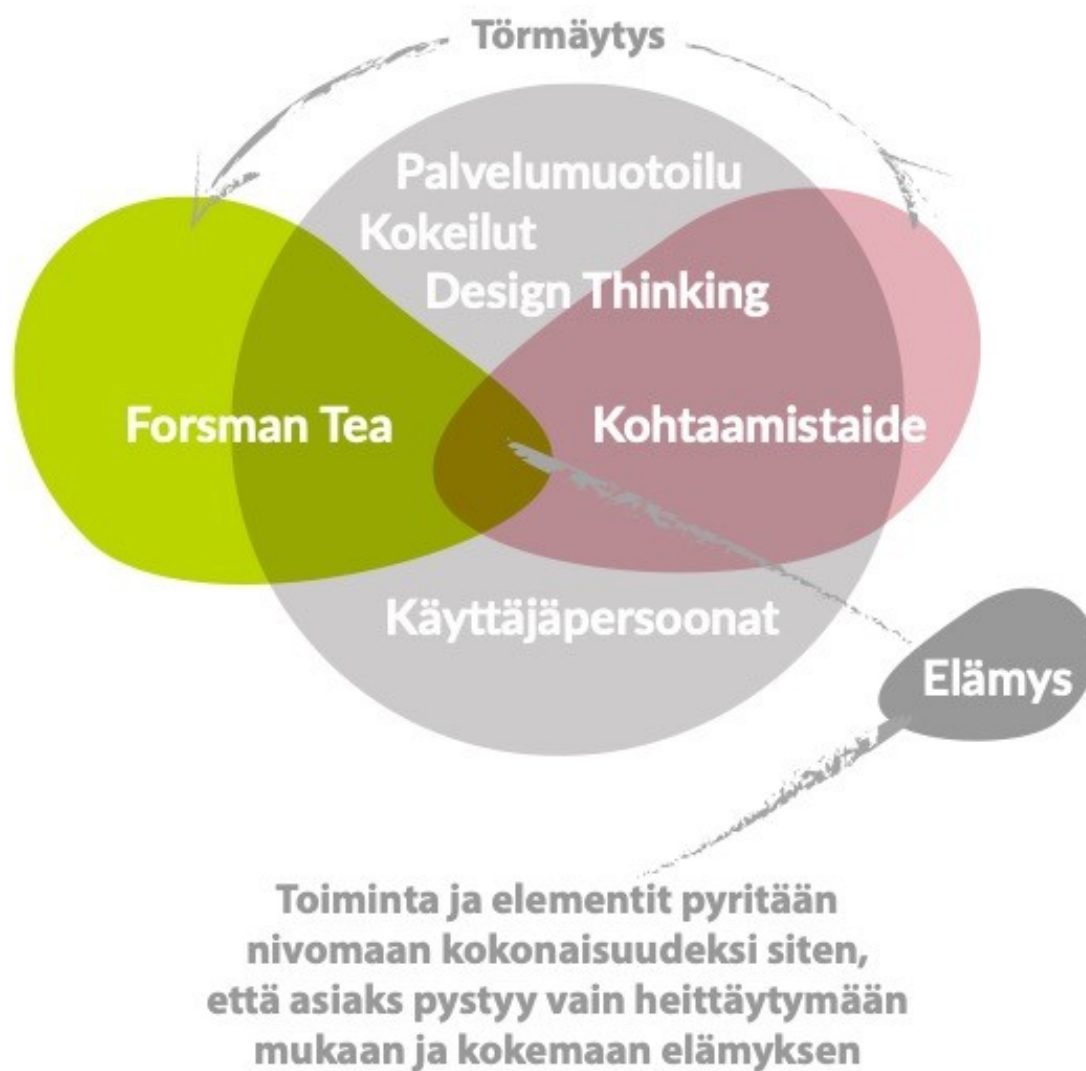 Törmäytys
Palvelumuotoilu
Kokeilut
Design Thinking
Forsman Tea
Kohtaamistaide
Käyttäjäpersoonat
Elämys
Toiminta ja elementit pyritään
nivomaan kokonaisuudeksi siten,
että asiaks pystyy vain heittäytymään
mukaan ja kokemaan elämyksen